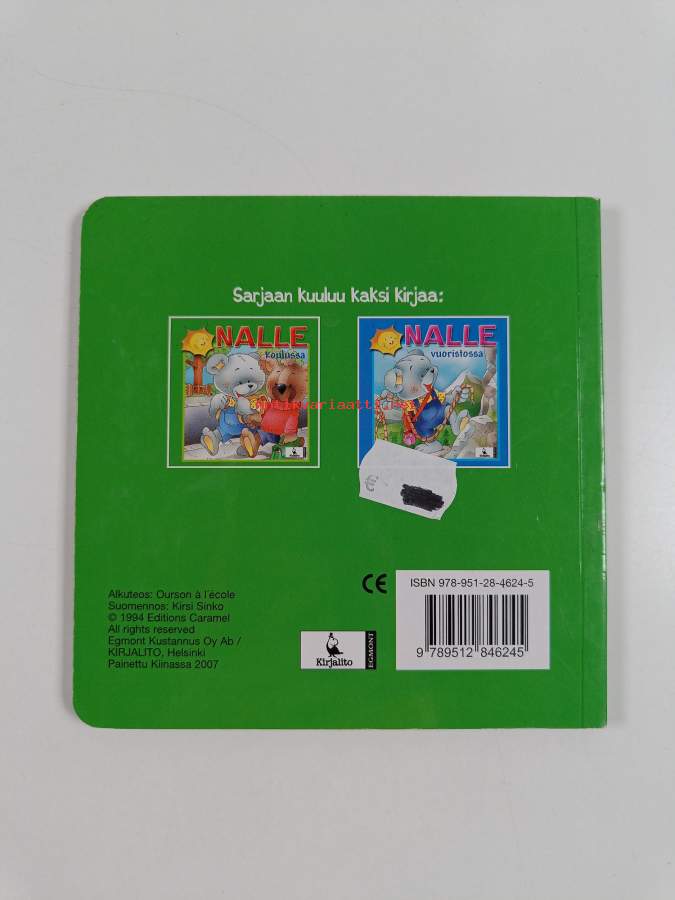 Sarjaan kuuluu kaksi kirjaa:
NALLE
koulussa
NALLE
vuoristossa
Kirjalito
Kirjalito
€
Alkuteos: Ourson à l'école
Suomennos: Kirsi Sinko
© 1994 Editions Caramel
All rights reserved
Egmont Kustannus Oy Ab /
KIRJALITO, Helsinki
Painettu Kiinassa 2007
Kirjalito
EGMONT
CE
ISBN 978-951-28-4624-5
9 789512 846245